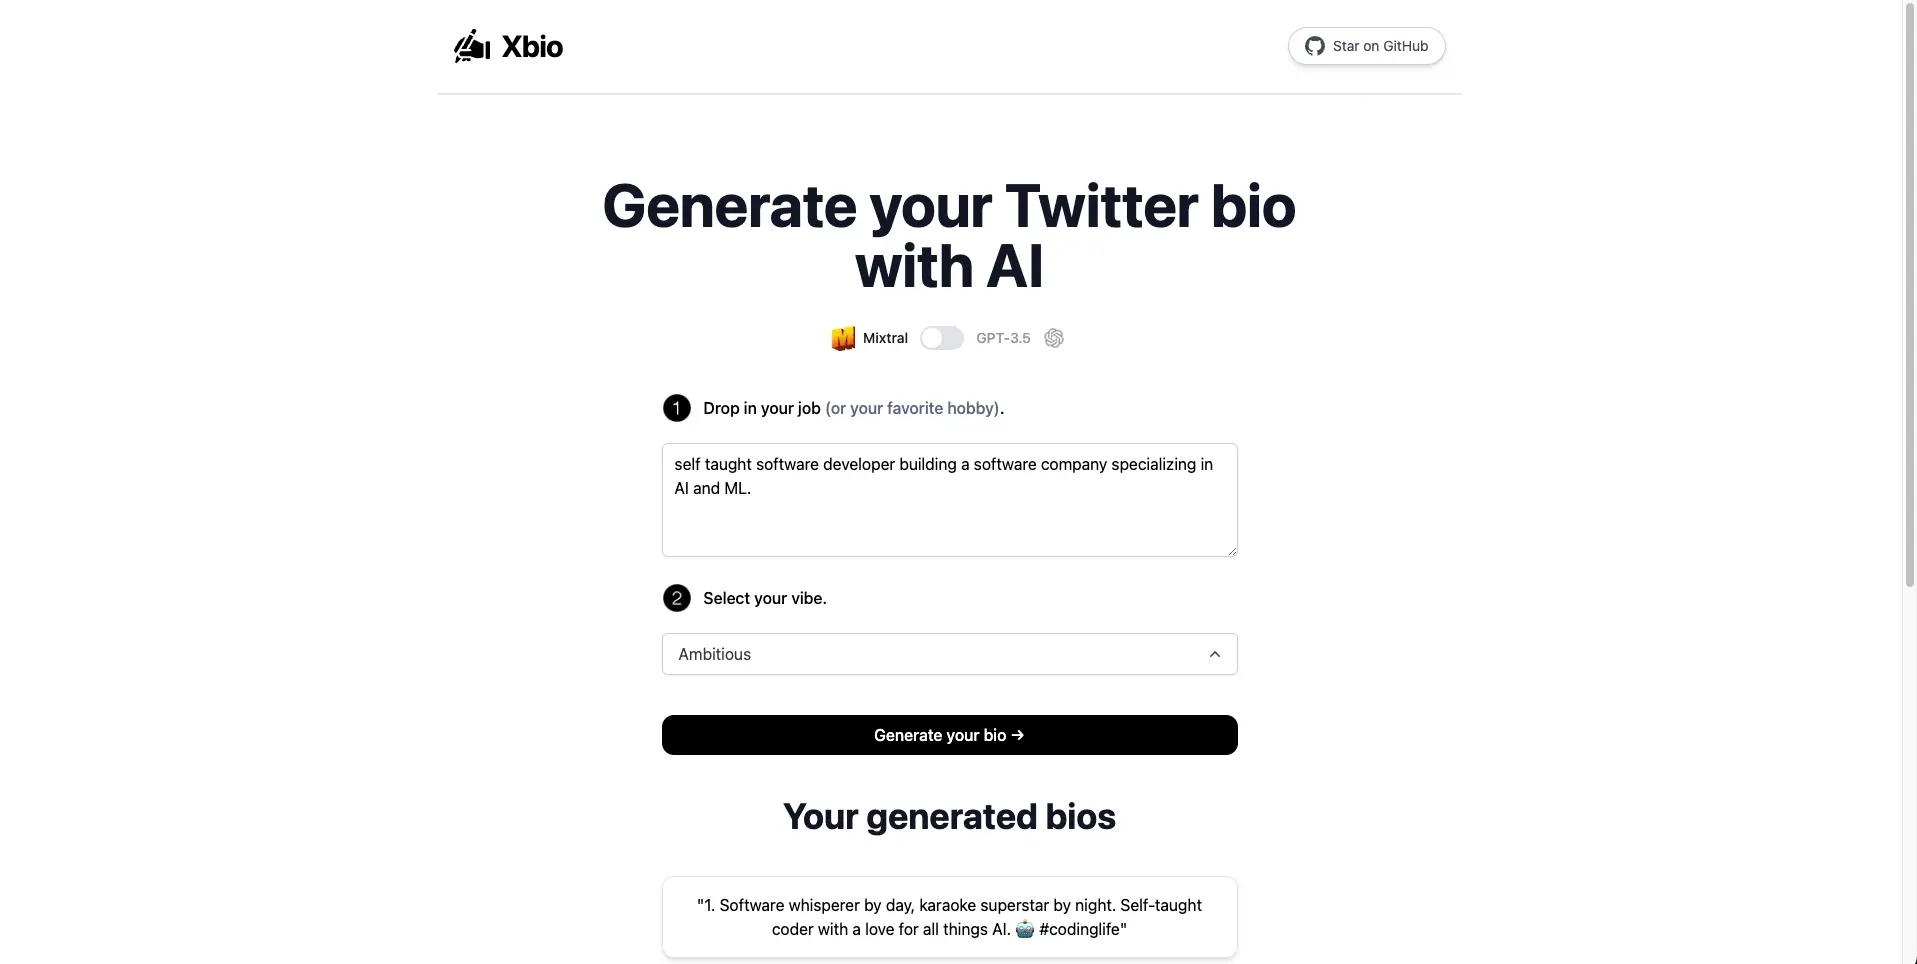 Xbio
Star on GitHub
Generate your Twitter bio
with AI
Mixtral GPT-3.5
1 Drop in your job (or your favorite hobby).
self taught software developer building a software company specializing in
AI and ML.
2 Select your vibe.
Ambitious
Generate your bio →
Your generated bios
"1. Software whisperer by day, karaoke superstar by night. Self-taught
coder with a love for all things AI. 🤖 #codinglife"